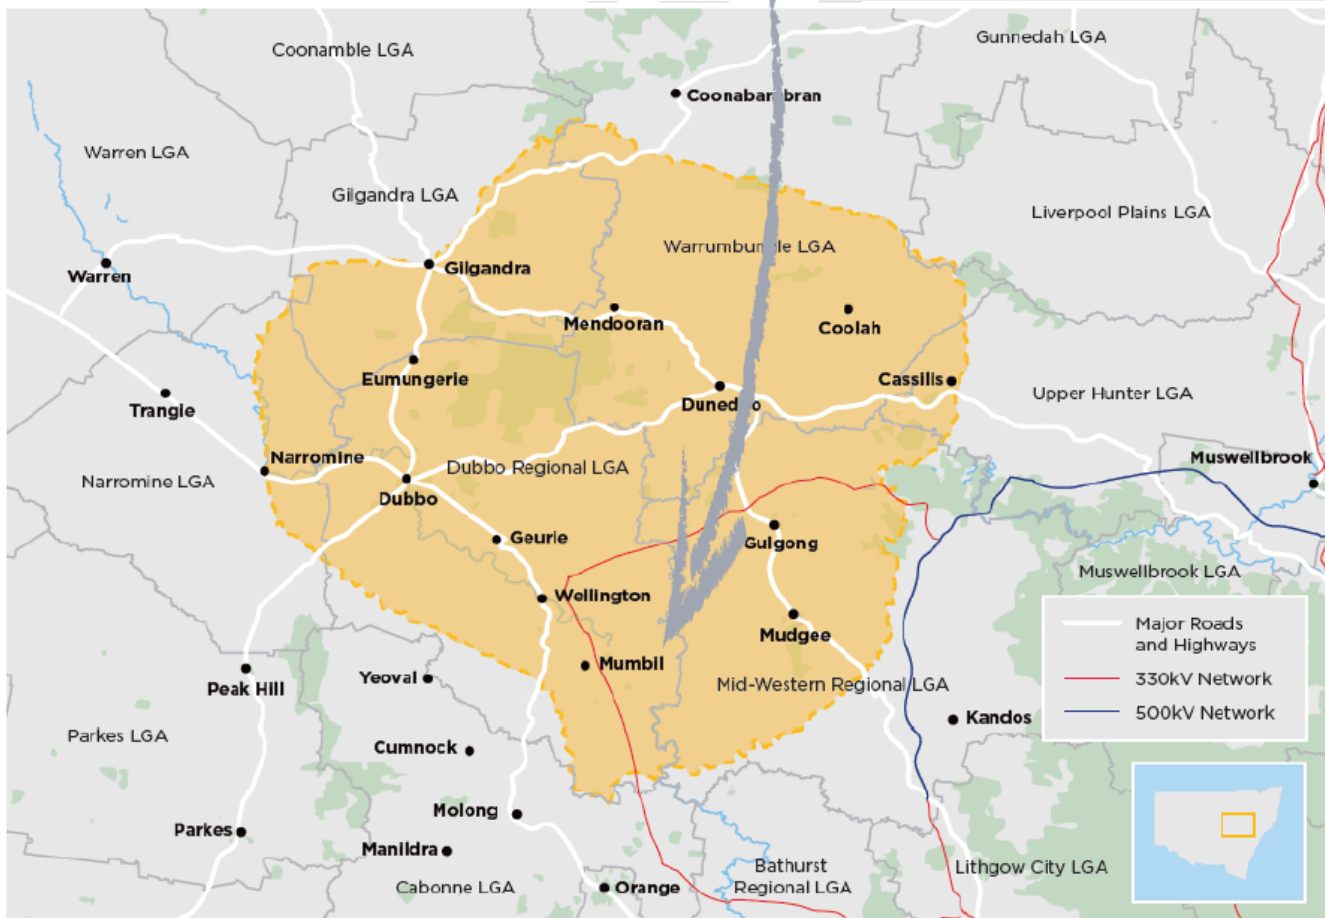 Coonamble LGA
Gunnedah LGA
Coonabarabran
Warren LGA
Gilgandra LGA
Liverpool Plains LGA
Warrumbungle LGA
Warren
Gilgandra
Mendooran
Coolah
Eumungerie
Cassilis
Trangie
Dunedoo
Upper Hunter LGA
Narromine
Dubbo Regional LGA
Muswellbrook
Narromine LGA
Dubbo
Geurie
Gulgong
Muswellbrook LGA
Wellington
Mudgee
Major Roads
and Highways
Mumbil
Yeoval
Peak Hill
Mid-Western Regional LGA
330kV Network
500kV Network
Kandos
Parkes LGA
Cumnock
Molong
Parkes
Manildra
Bathurst
Regional LGA
Lithgow City LGA
Cabonne LGA
Orange